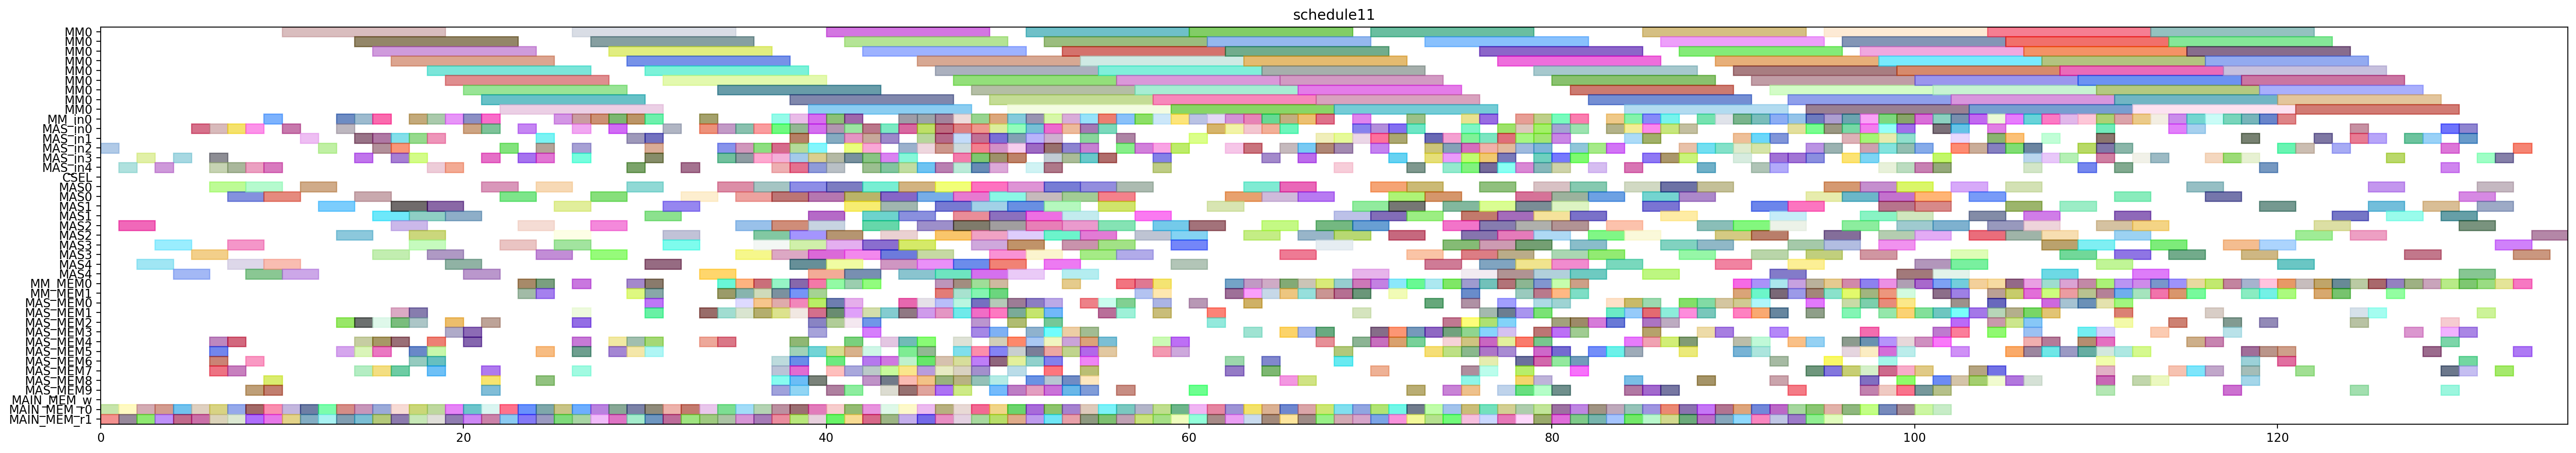 schedule11
MM0
MM0
MM0
MM0
MM0
MM0
MM0
MM0
MM0
MM_in0
MAS_in0
MAS_in1
MAS_in2
MAS_in3
MAS_in4
CSEL
MAS0
MAS0
MAS1
MAS1
MAS2
MAS2
MAS3
MAS3
MAS4
MAS4
MM_MEM0
MM_MEM1
MAS_MEM0
MAS_MEM1
MAS_MEM2
MAS_MEM3
MAS_MEM4
MAS_MEM5
MAS_MEM6
MAS_MEM7
MAS_MEM8
MAS_MEM9
MAIN_MEM_w
MAIN_MEM_r0
MAIN_MEM_r1
0 20 40 60 80 100 120